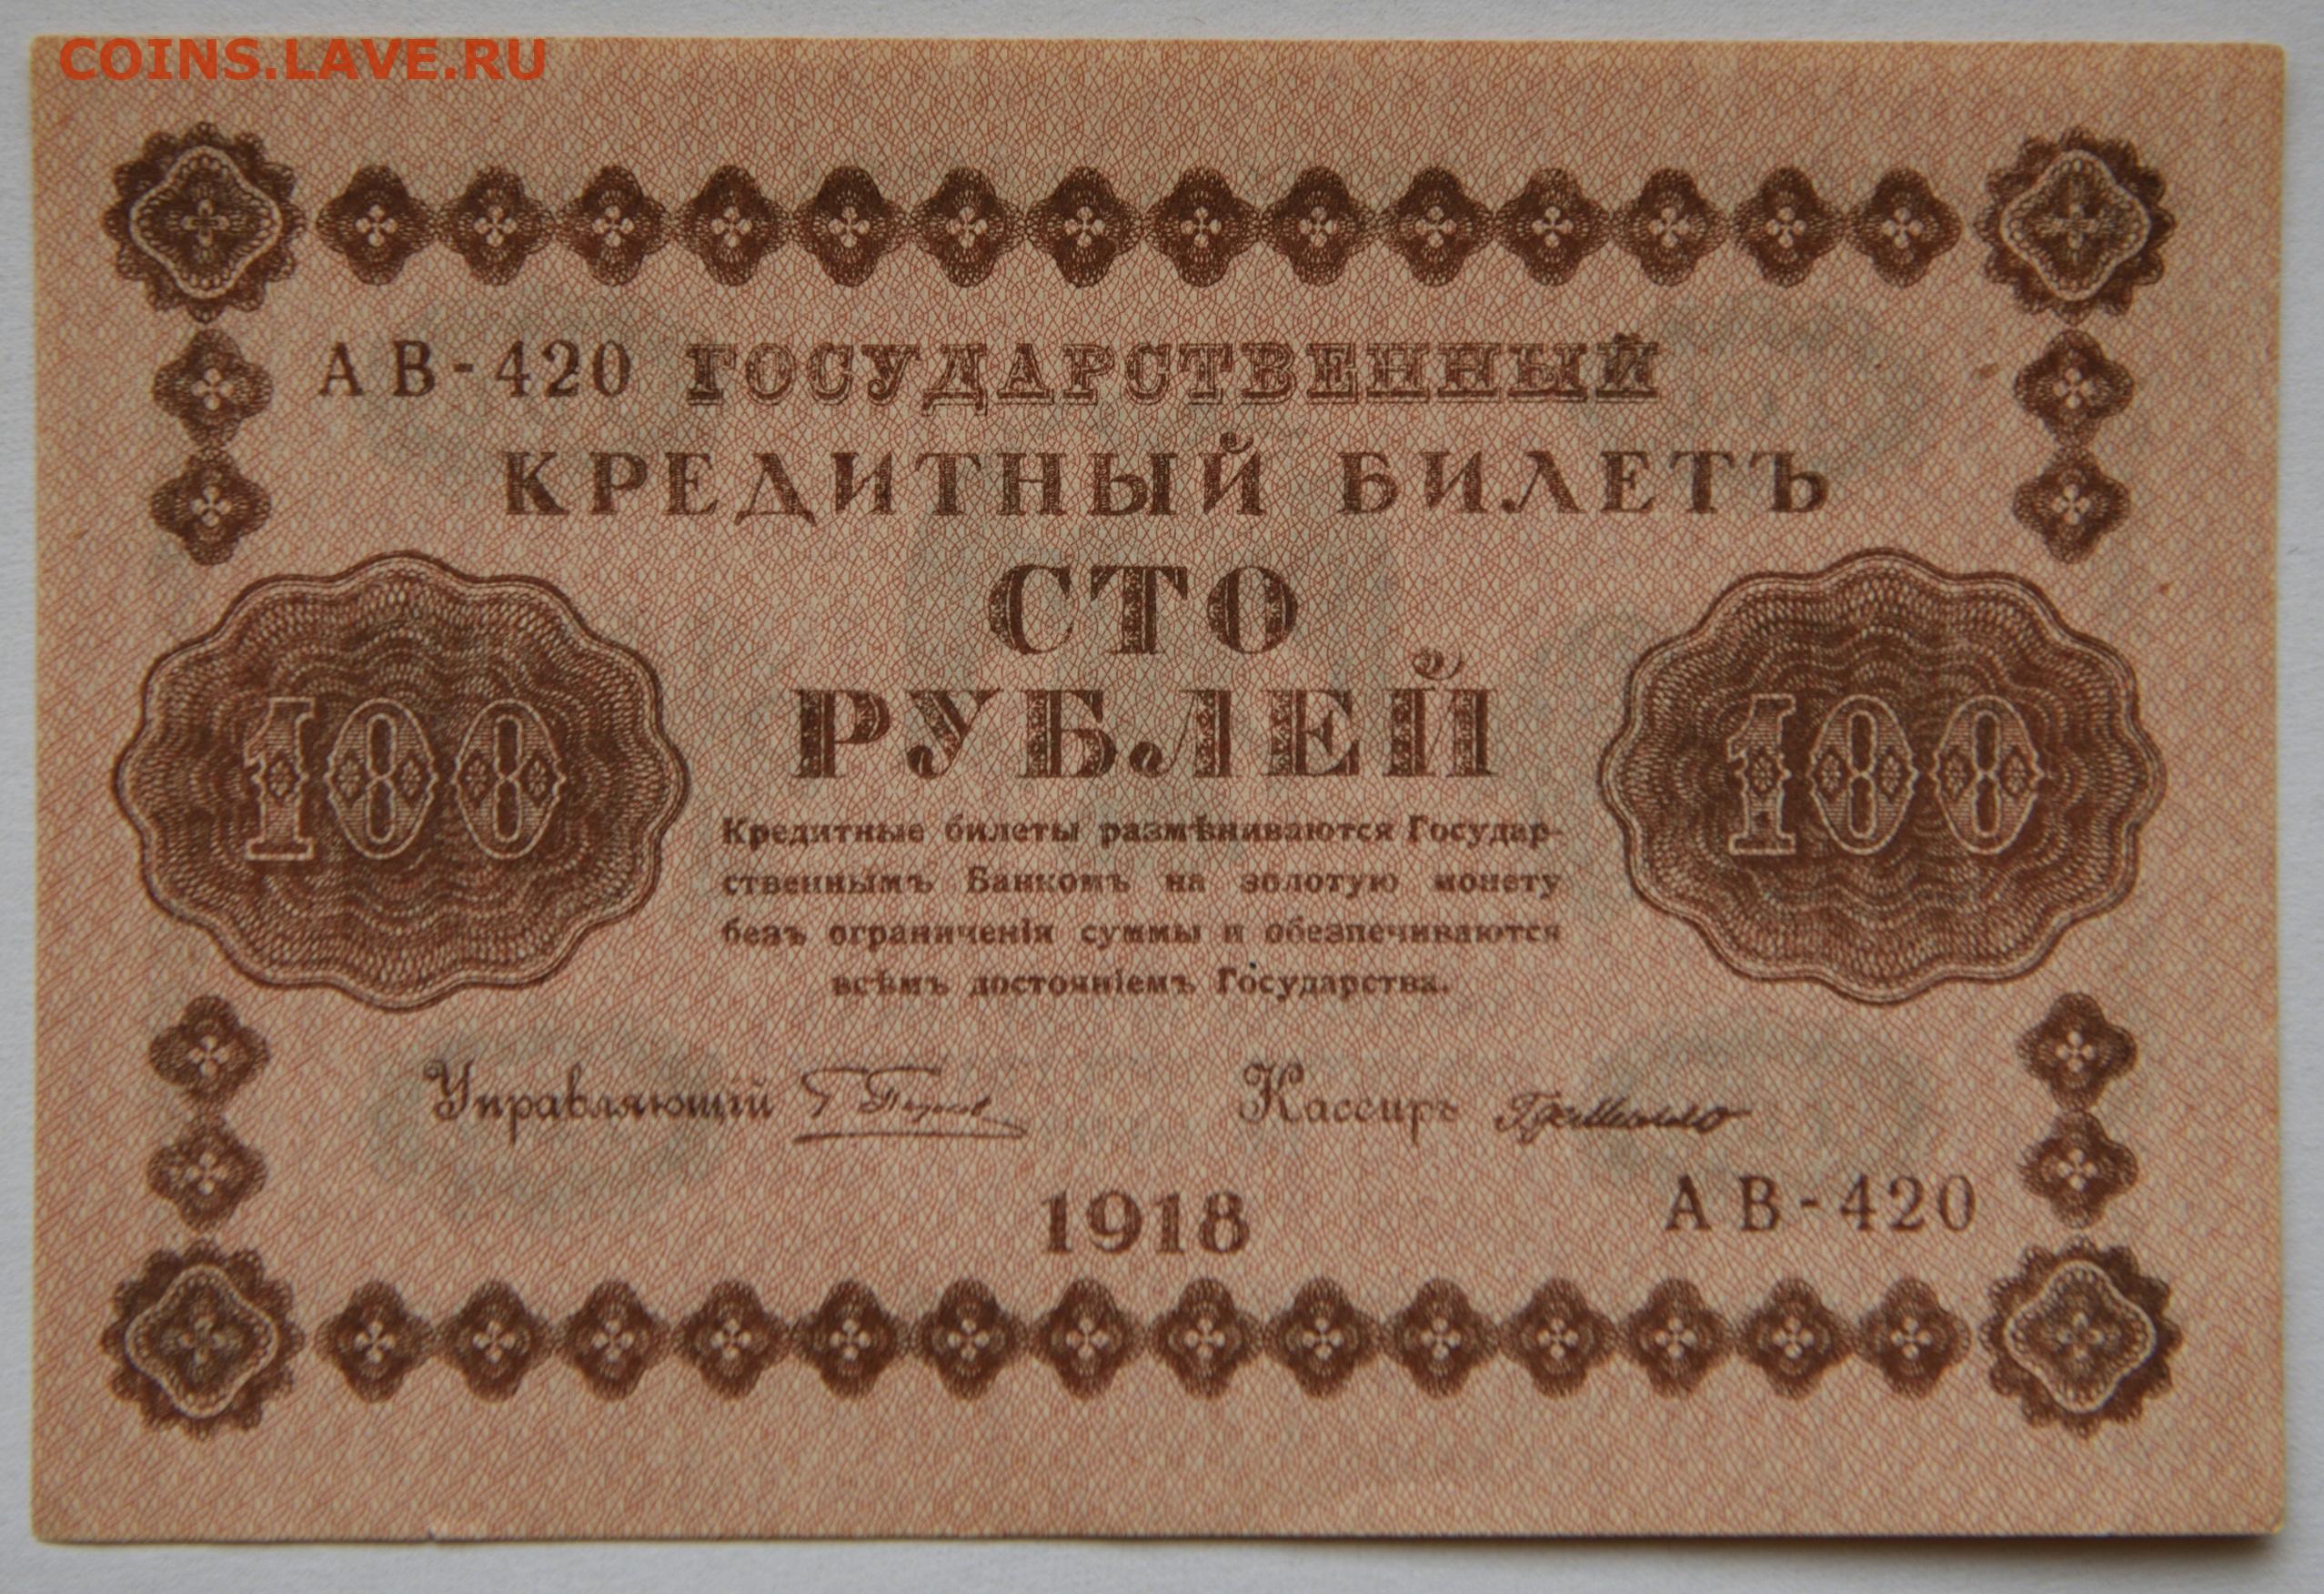 COINS.LAVE.RU
АВ-420 ГОСУДАРСТВЕННЫЙ
КРЕДИТНЫЙ БИЛЕТЪ
СТО
РУБЛЕЙ
100
100
Кредитные билеты размѣниваются Государ-
ственнымъ Банкомъ на золотую монету
безъ ограниченія суммы и обезпечиваются
всѣмъ достояніемъ Государства.
Управляющій Кассиръ
1918
АВ-420